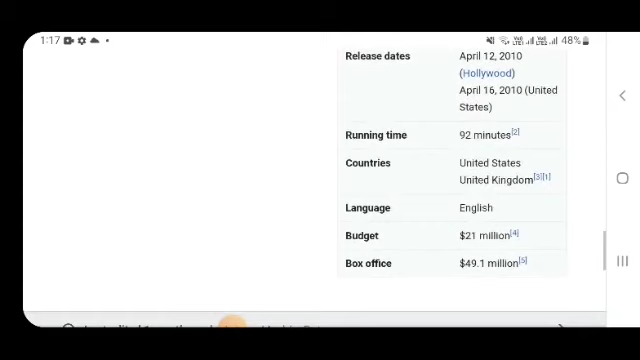 1:17
48%
Release dates April 12, 2010
(Hollywood)
April 16, 2010 (United
States)
Running time 92 minutes[2]
Countries United States
United Kingdom[3][1]
Language English
Budget $21 million[4]
Box office $49.1 million[5]